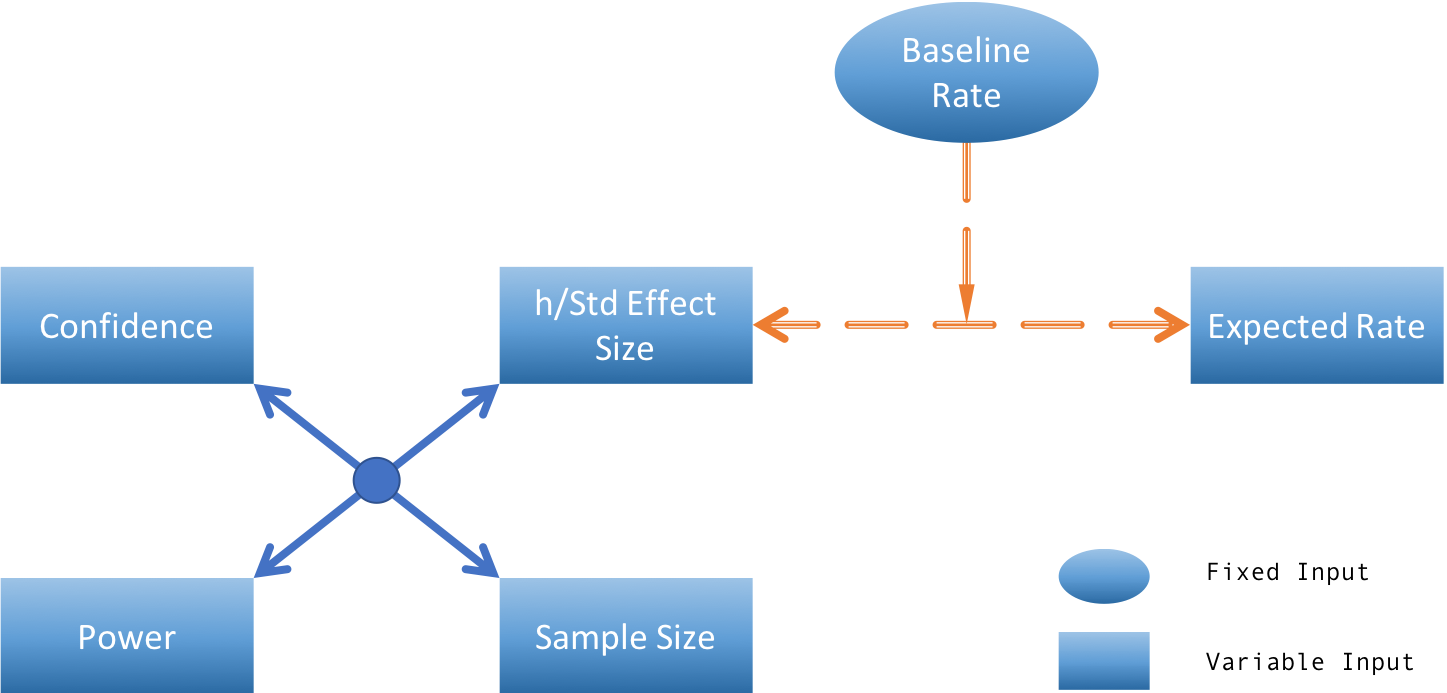 Baseline
Rate
Confidence
h/Std Effect
Size
Expected Rate
Power
Sample Size
Fixed Input
Variable Input